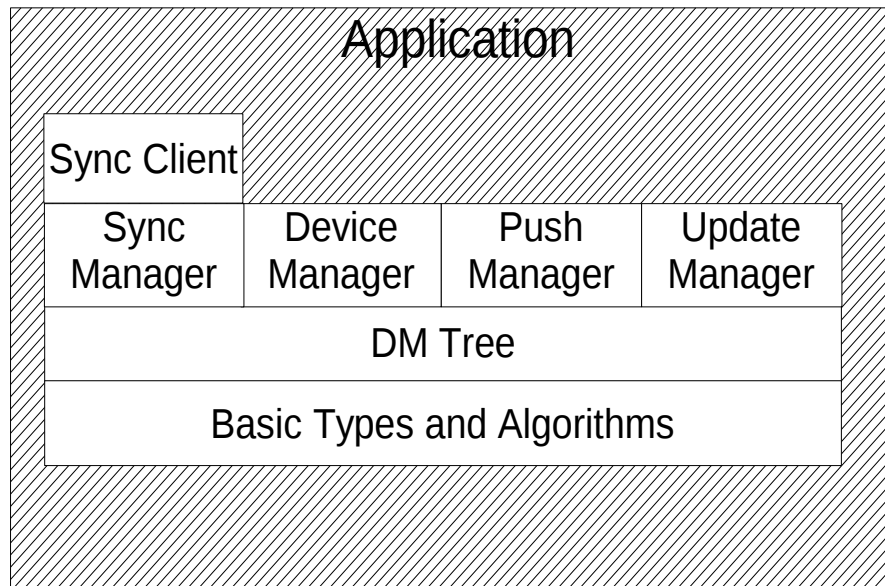 Application
Sync Client
Sync
Manager
Device
Manager
Push
Manager
Update
Manager
DM Tree
Basic Types and Algorithms